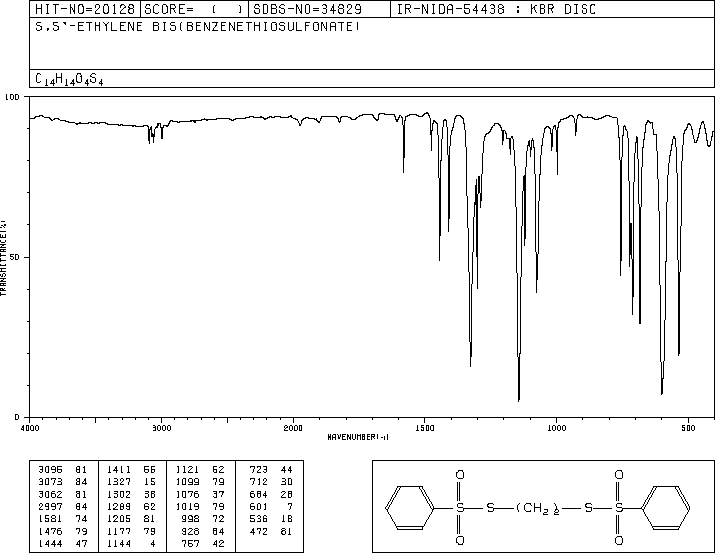 HIT-NO=20128 SCORE= ( ) SDBS-NO=34829 IR-NIDA-54438 : KBR DISC
S,S'-ETHYLENE BIS(BENZENETHIOSULFONATE)
C14H14O4S4
100
50
0
TRANSMITTANCE(%)
4000 3000 2000 1500 1000 500
WAVENUMBER(-1)
3095 81 1411 55 1121 52 723 44
3073 84 1327 15 1099 79 712 30
3062 81 1302 38 1076 37 684 28
2997 84 1289 62 1019 79 601 7
1581 74 1205 81 998 72 536 18
1476 79 1177 79 928 84 472 81
1444 47 1144 4 757 42
O O
S S (CH2)2 S S
O O